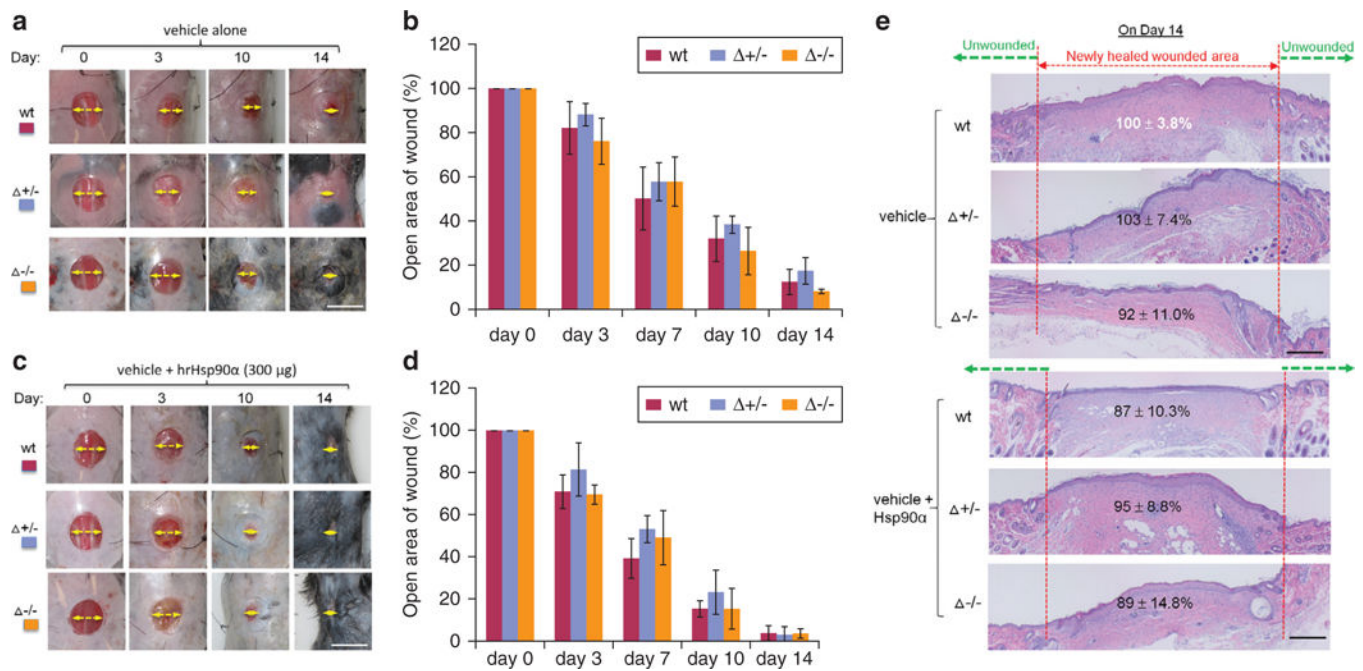 a
vehicle alone
Day: 0 3 10 14
wt
Δ+/-
Δ-/-
b
Open area of wound (%)
120
100
80
60
40
20
0
wt Δ+/- Δ-/-
day 0 day 3 day 7 day 10 day 14
c
vehicle + hrHsp90α (300 µg)
Day: 0 3 10 14
wt
Δ+/-
Δ-/-
d
Open area of wound (%)
120
100
80
60
40
20
0
wt Δ+/- Δ-/-
day 0 day 3 day 7 day 10 day 14
e
On Day 14
Unwounded Newly healed wounded area Unwounded
vehicle
wt
100 ± 3.8%
Δ+/-
103 ± 7.4%
Δ-/-
92 ± 11.0%
vehicle +
Hsp90α
wt
87 ± 10.3%
Δ+/-
95 ± 8.8%
Δ-/-
89 ± 14.8%